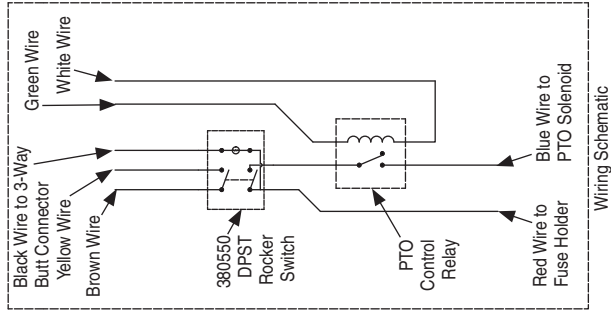 Green Wire
White Wire
Black Wire to 3-Way
Butt Connector
Yellow Wire
Brown Wire
380550
DPST
Rocker
Switch
PTO
Control
Relay
Blue Wire to
PTO Solenoid
Red Wire to
Fuse Holder
Wiring Schematic